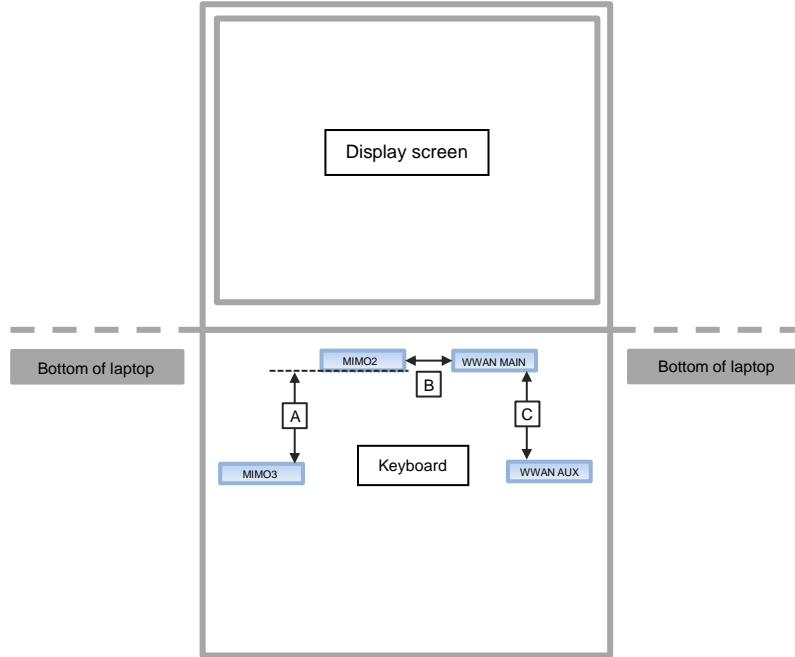 Display screen
Bottom of laptop
Bottom of laptop
MIMO2
WWAN MAIN
B
A
C
Keyboard
MIMO3
WWAN AUX